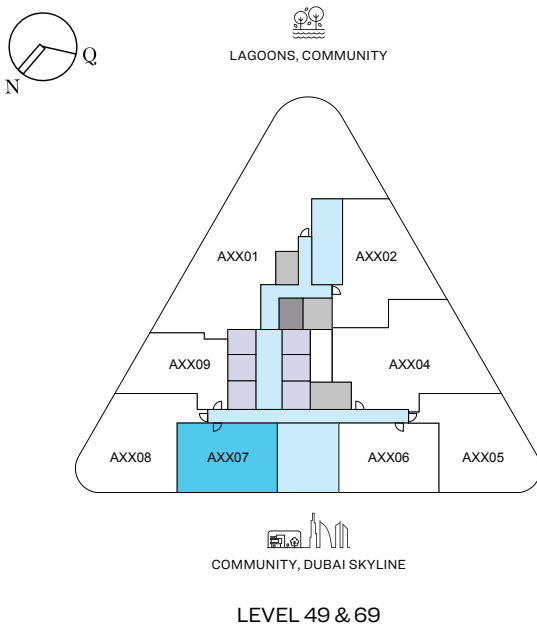 LAGOONS, COMMUNITY
Q
N
AXX01
AXX02
AXX09
AXX04
AXX08
AXX07
AXX06
AXX05
COMMUNITY, DUBAI SKYLINE
LEVEL 49 & 69